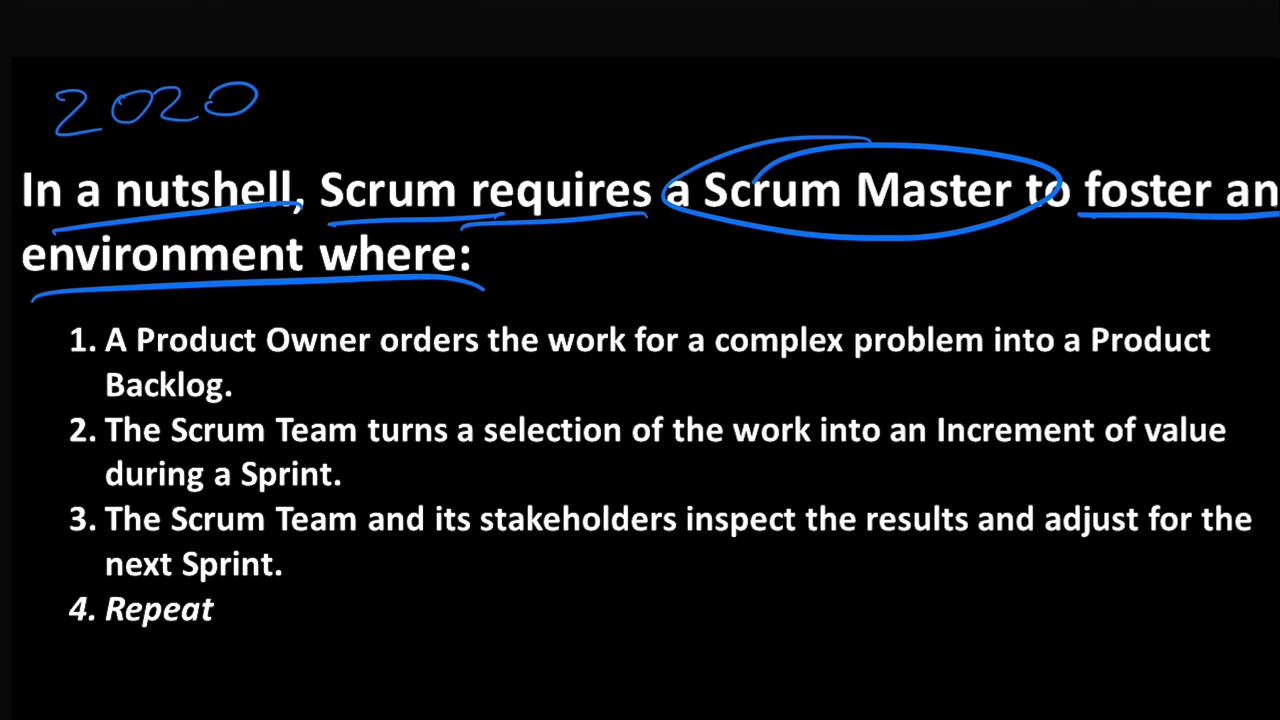 2020
In a nutshell, Scrum requires a Scrum Master to foster an
environment where:
1. A Product Owner orders the work for a complex problem into a Product
Backlog.
2. The Scrum Team turns a selection of the work into an Increment of value
during a Sprint.
3. The Scrum Team and its stakeholders inspect the results and adjust for the
next Sprint.
4. Repeat